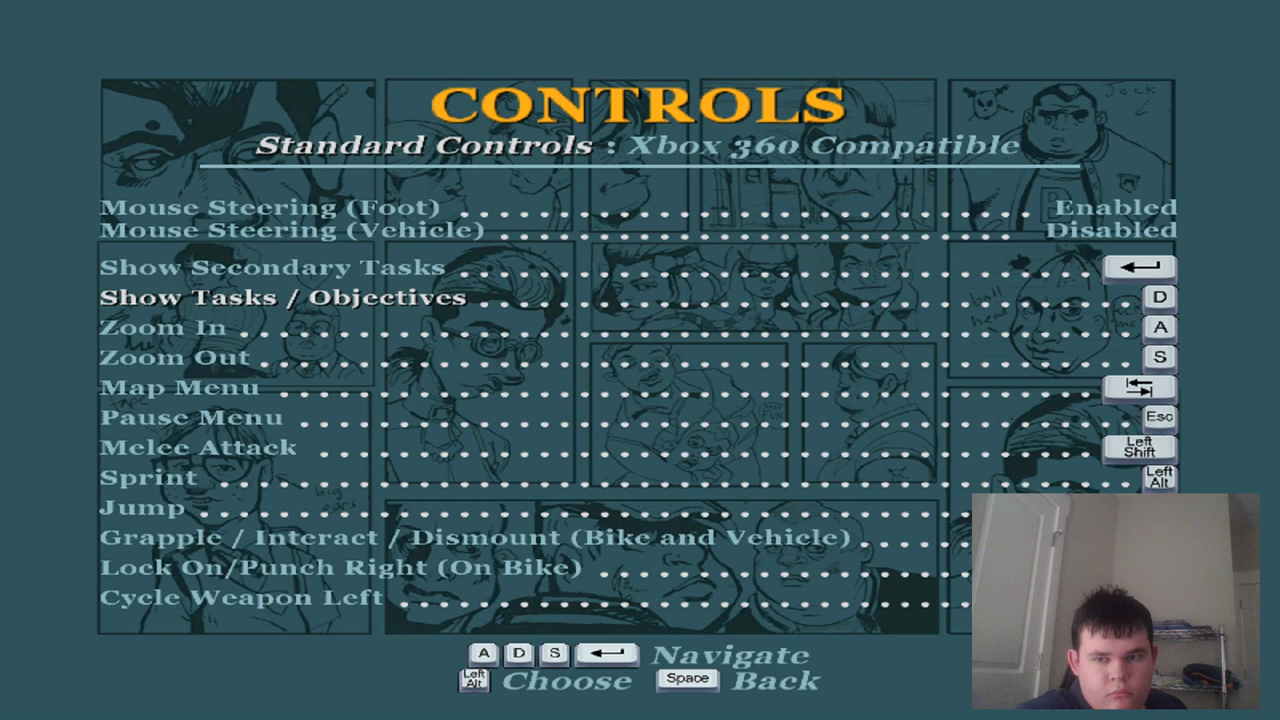 CONTROLS
Standard Controls : Xbox 360 Compatible
Mouse Steering (Foot) Enabled
Mouse Steering (Vehicle) Disabled
Show Secondary Tasks
Show Tasks / Objectives D
Zoom In A
Zoom Out S
Map Menu
Pause Menu Esc
Melee Attack Left Shift
Sprint Left Alt
Jump
Grapple / Interact / Dismount (Bike and Vehicle)
Lock On/Punch Right (On Bike)
Cycle Weapon Left
A D S Navigate
Left Alt Choose Space Back
Jock